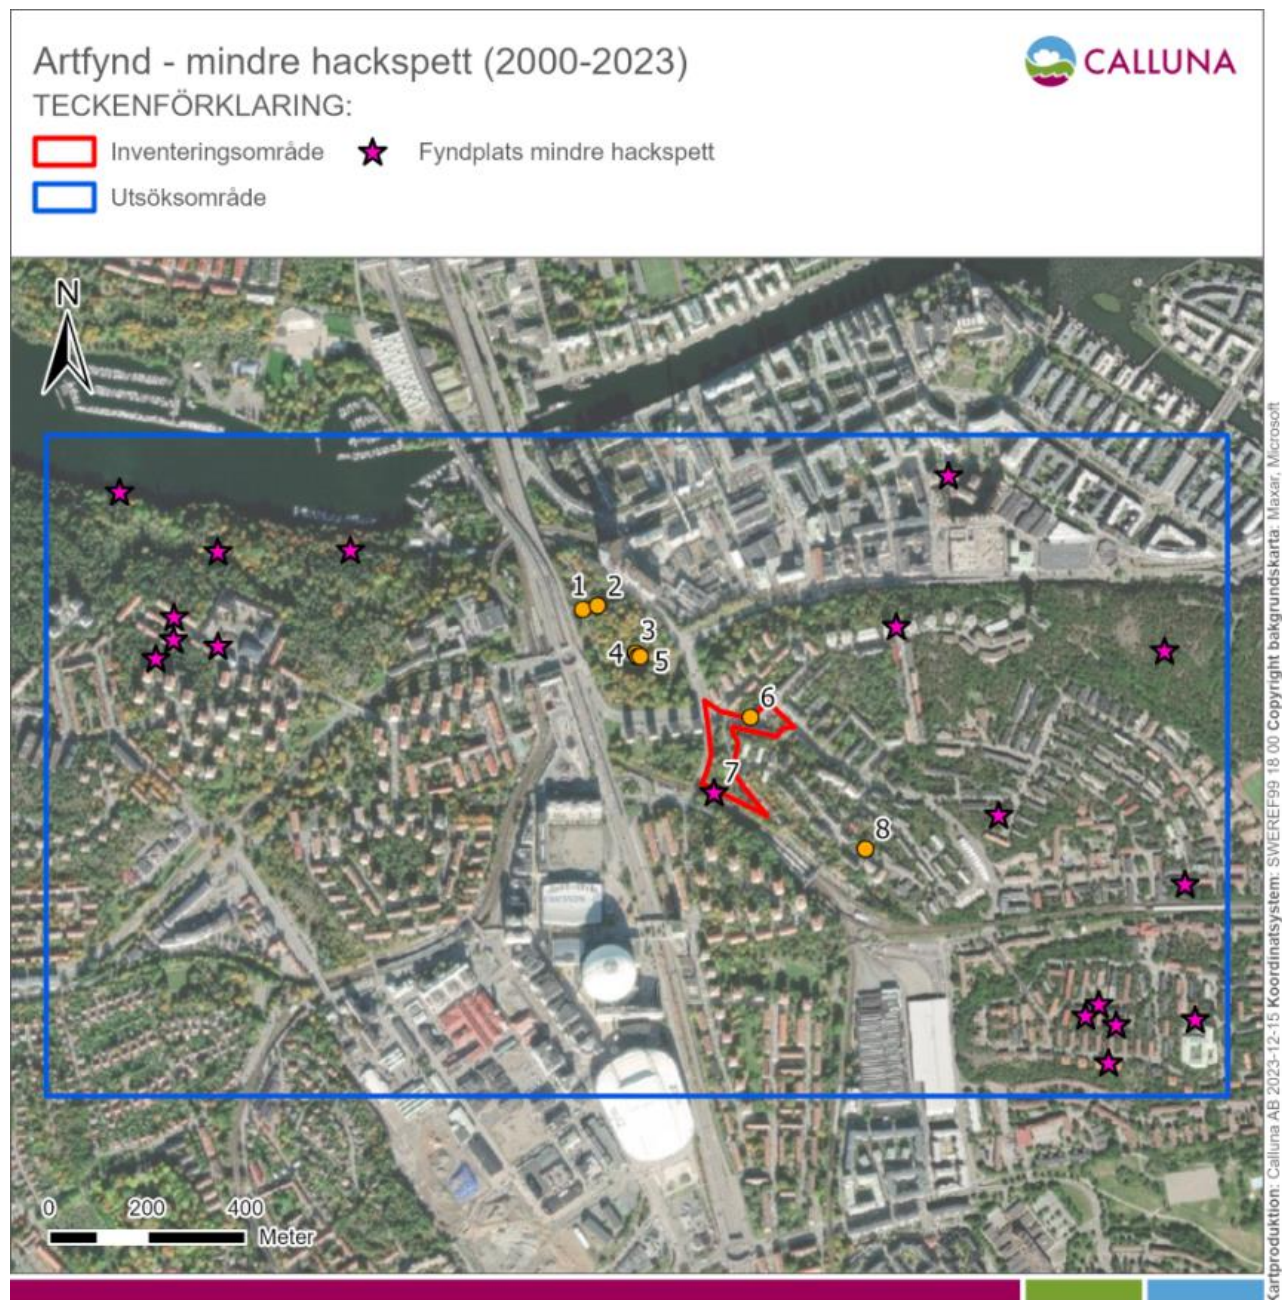 Artfynd - mindre hackspett (2000-2023)
CALLUNA
TECKENFÖRKLARING:
Inventeringsområde
Fyndplats mindre hackspett
Utsöksområde
N
1
2
3
4
5
6
7
8
0 200 400
Meter
Kartproduktion: Calluna AB 2023-12-15 Koordinatsystem: SWEREF99 18 00 Copyright bakgrundskarta: Maxar, Microsoft